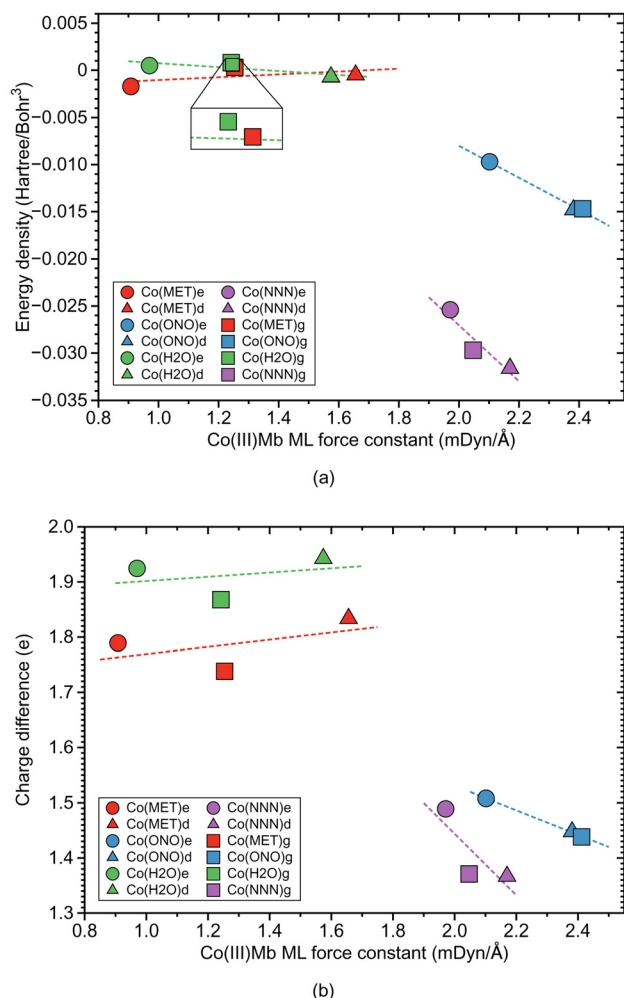 0.005
0
−0.005
−0.010
−0.015
−0.020
−0.025
−0.030
−0.035
Energy density (Hartree/Bohr³)
Co(MET)e Co(NNN)e
Co(MET)d Co(NNN)d
Co(ONO)e Co(MET)g
Co(ONO)d Co(ONO)g
Co(H2O)e Co(H2O)g
Co(H2O)d Co(NNN)g
0.8 1.0 1.2 1.4 1.6 1.8 2.0 2.2 2.4
Co(III)Mb ML force constant (mDyn/Å)
(a)
2.0
1.9
1.8
1.7
1.6
1.5
1.4
1.3
Charge difference (e)
Co(MET)e Co(NNN)e
Co(MET)d Co(NNN)d
Co(ONO)e Co(MET)g
Co(ONO)d Co(ONO)g
Co(H2O)e Co(H2O)g
Co(H2O)d Co(NNN)g
0.8 1.0 1.2 1.4 1.6 1.8 2.0 2.2 2.4
Co(III)Mb ML force constant (mDyn/Å)
(b)